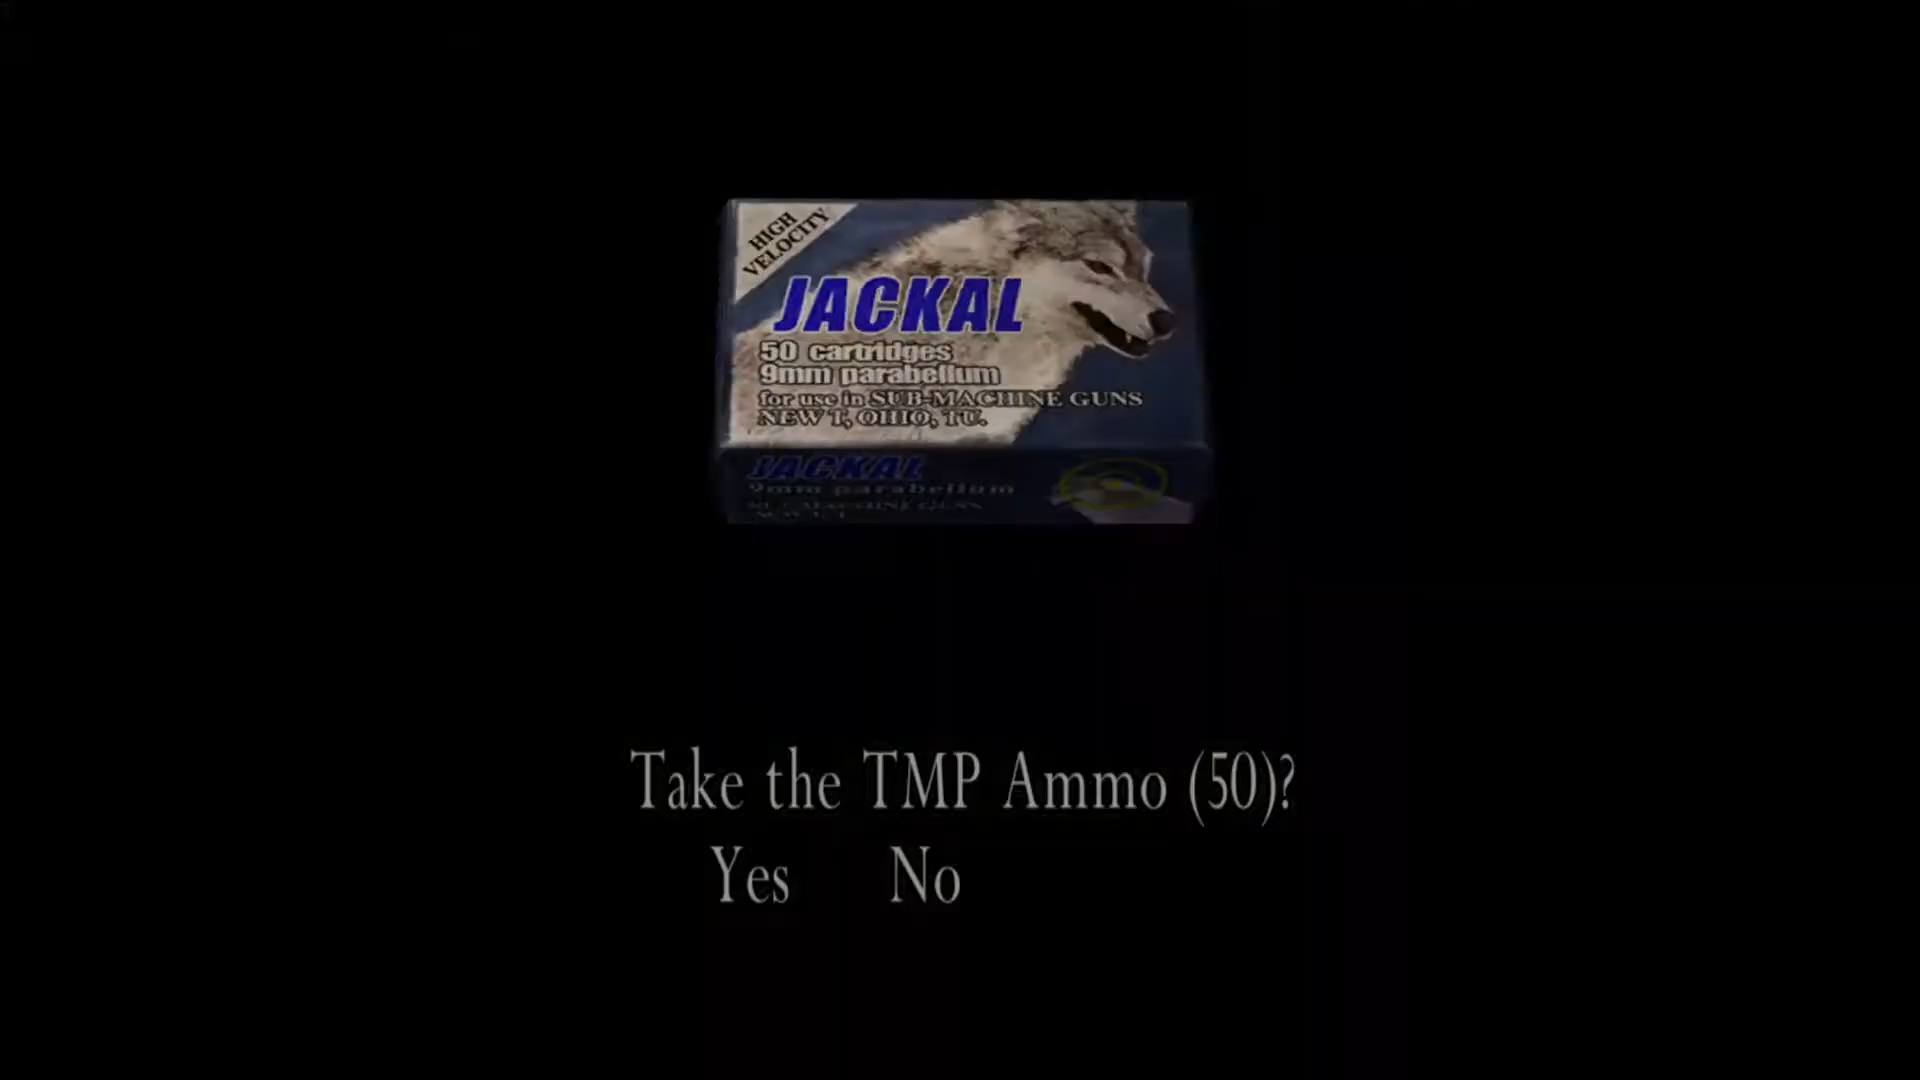 HIGH
VELOCITY
JACKAL
50 cartridges
9mm parabellum
for use in SUB-MACHINE GUNS
NEW T, OHIO, TU.
JACKAL
9mm parabellum
Take the TMP Ammo (50)?
Yes No